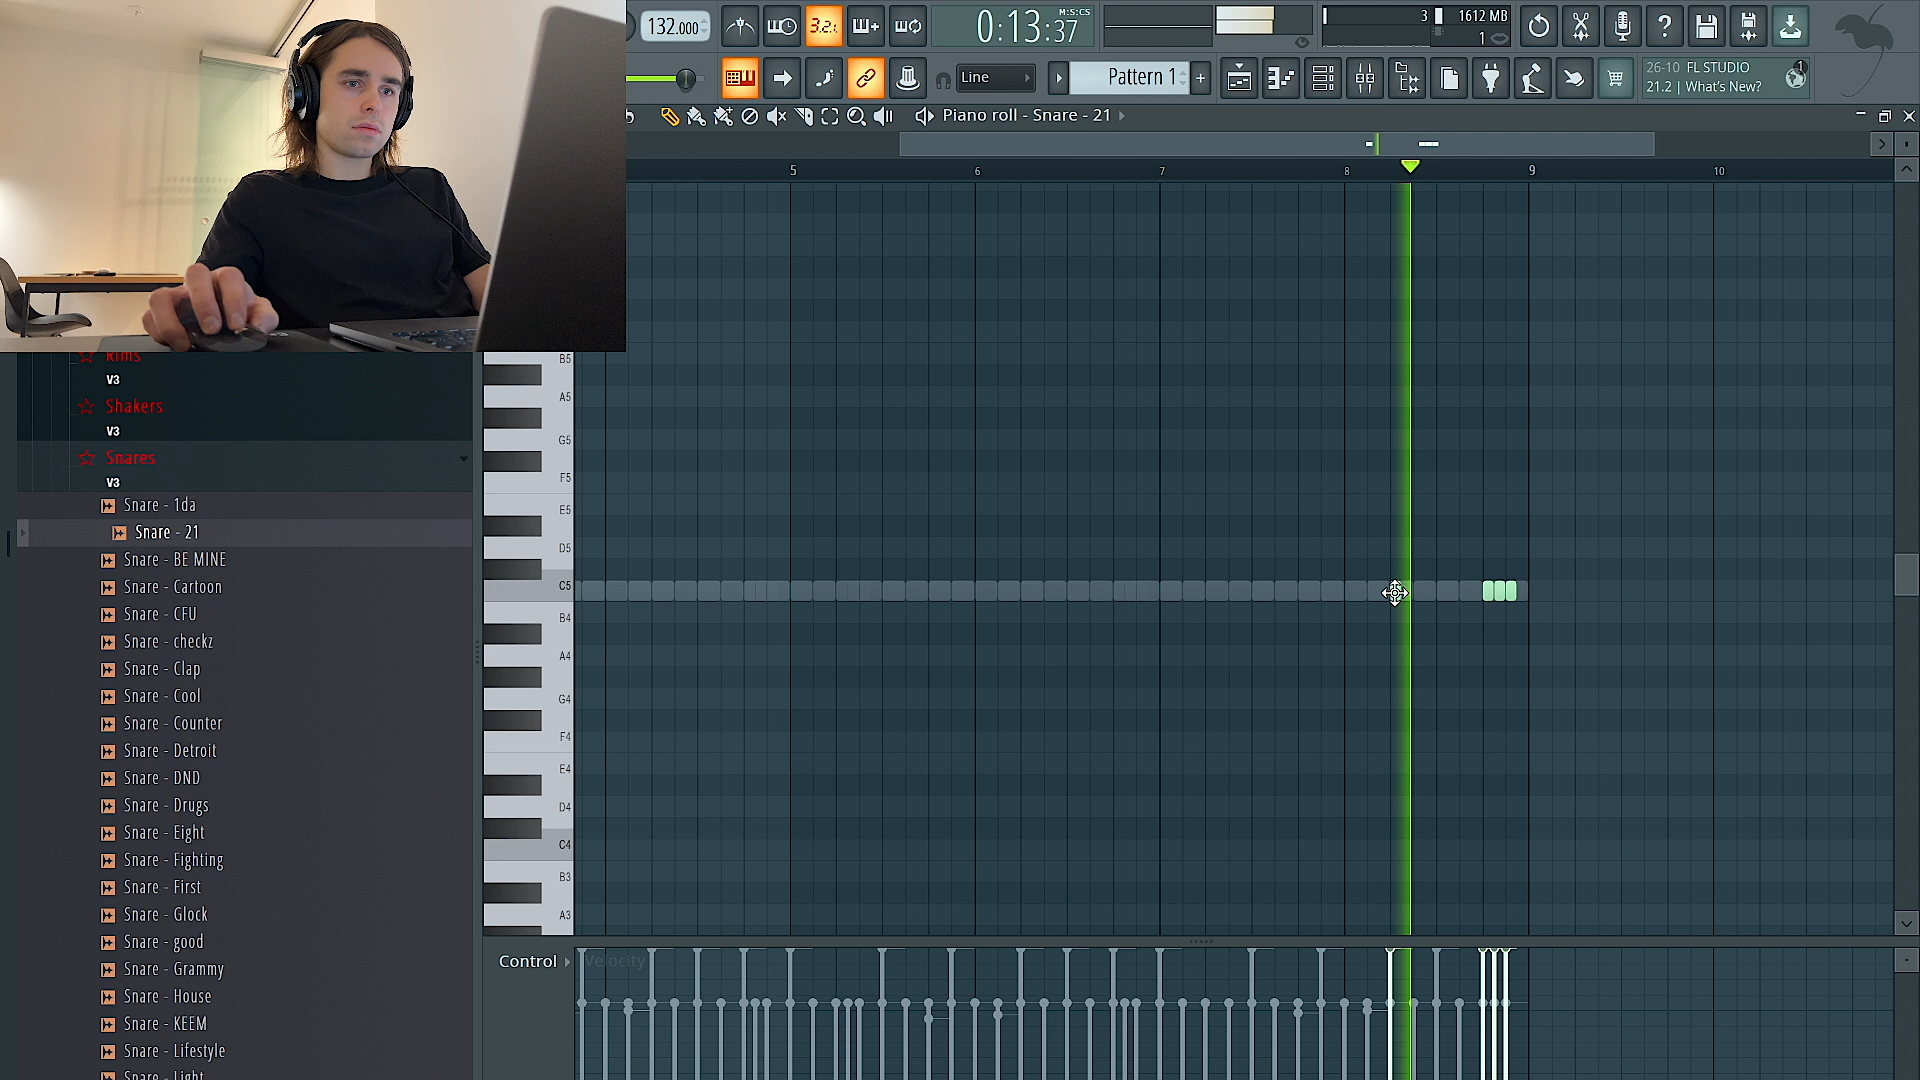 132.000
3.2.
0:13:37
M:S:CS
3
1612 MB
1
Line
Pattern 1
+
26-10 FL STUDIO
21.2 | What's New?
1
Piano roll - Snare - 21
5
6
7
8
9
10
Rims
V3
Shakers
V3
Snares
V3
Snare - 1da
Snare - 21
Snare - BE MINE
Snare - Cartoon
Snare - CFU
Snare - checkz
Snare - Clap
Snare - Cool
Snare - Counter
Snare - Detroit
Snare - DND
Snare - Drugs
Snare - Eight
Snare - Fighting
Snare - First
Snare - Glock
Snare - good
Snare - Grammy
Snare - House
Snare - KEEM
Snare - Lifestyle
Snare - Light
B5
A5
G5
F5
E5
D5
C5
B4
A4
G4
F4
E4
D4
C4
B3
A3
Control
Velocity